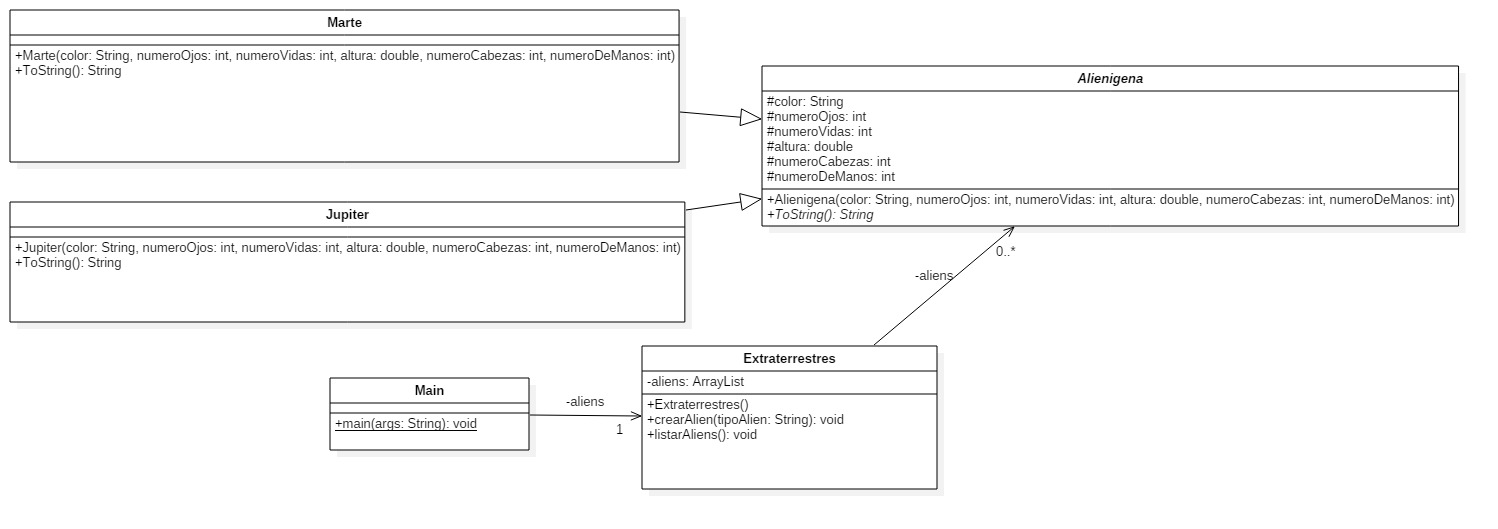 Marte
+Marte(color: String, numeroOjos: int, numeroVidas: int, altura: double, numeroCabezas: int, numeroDeManos: int)
+ToString(): String
Alienigena
#color: String
#numeroOjos: int
#numeroVidas: int
#altura: double
#numeroCabezas: int
#numeroDeManos: int
+Alienigena(color: String, numeroOjos: int, numeroVidas: int, altura: double, numeroCabezas: int, numeroDeManos: int)
+ToString(): String
Jupiter
+Jupiter(color: String, numeroOjos: int, numeroVidas: int, altura: double, numeroCabezas: int, numeroDeManos: int)
+ToString(): String
0..*
-aliens
Extraterrestres
-aliens: ArrayList
+Extraterrestres()
+crearAlien(tipoAlien: String): void
+listarAliens(): void
Main
+main(args: String): void
-aliens
1